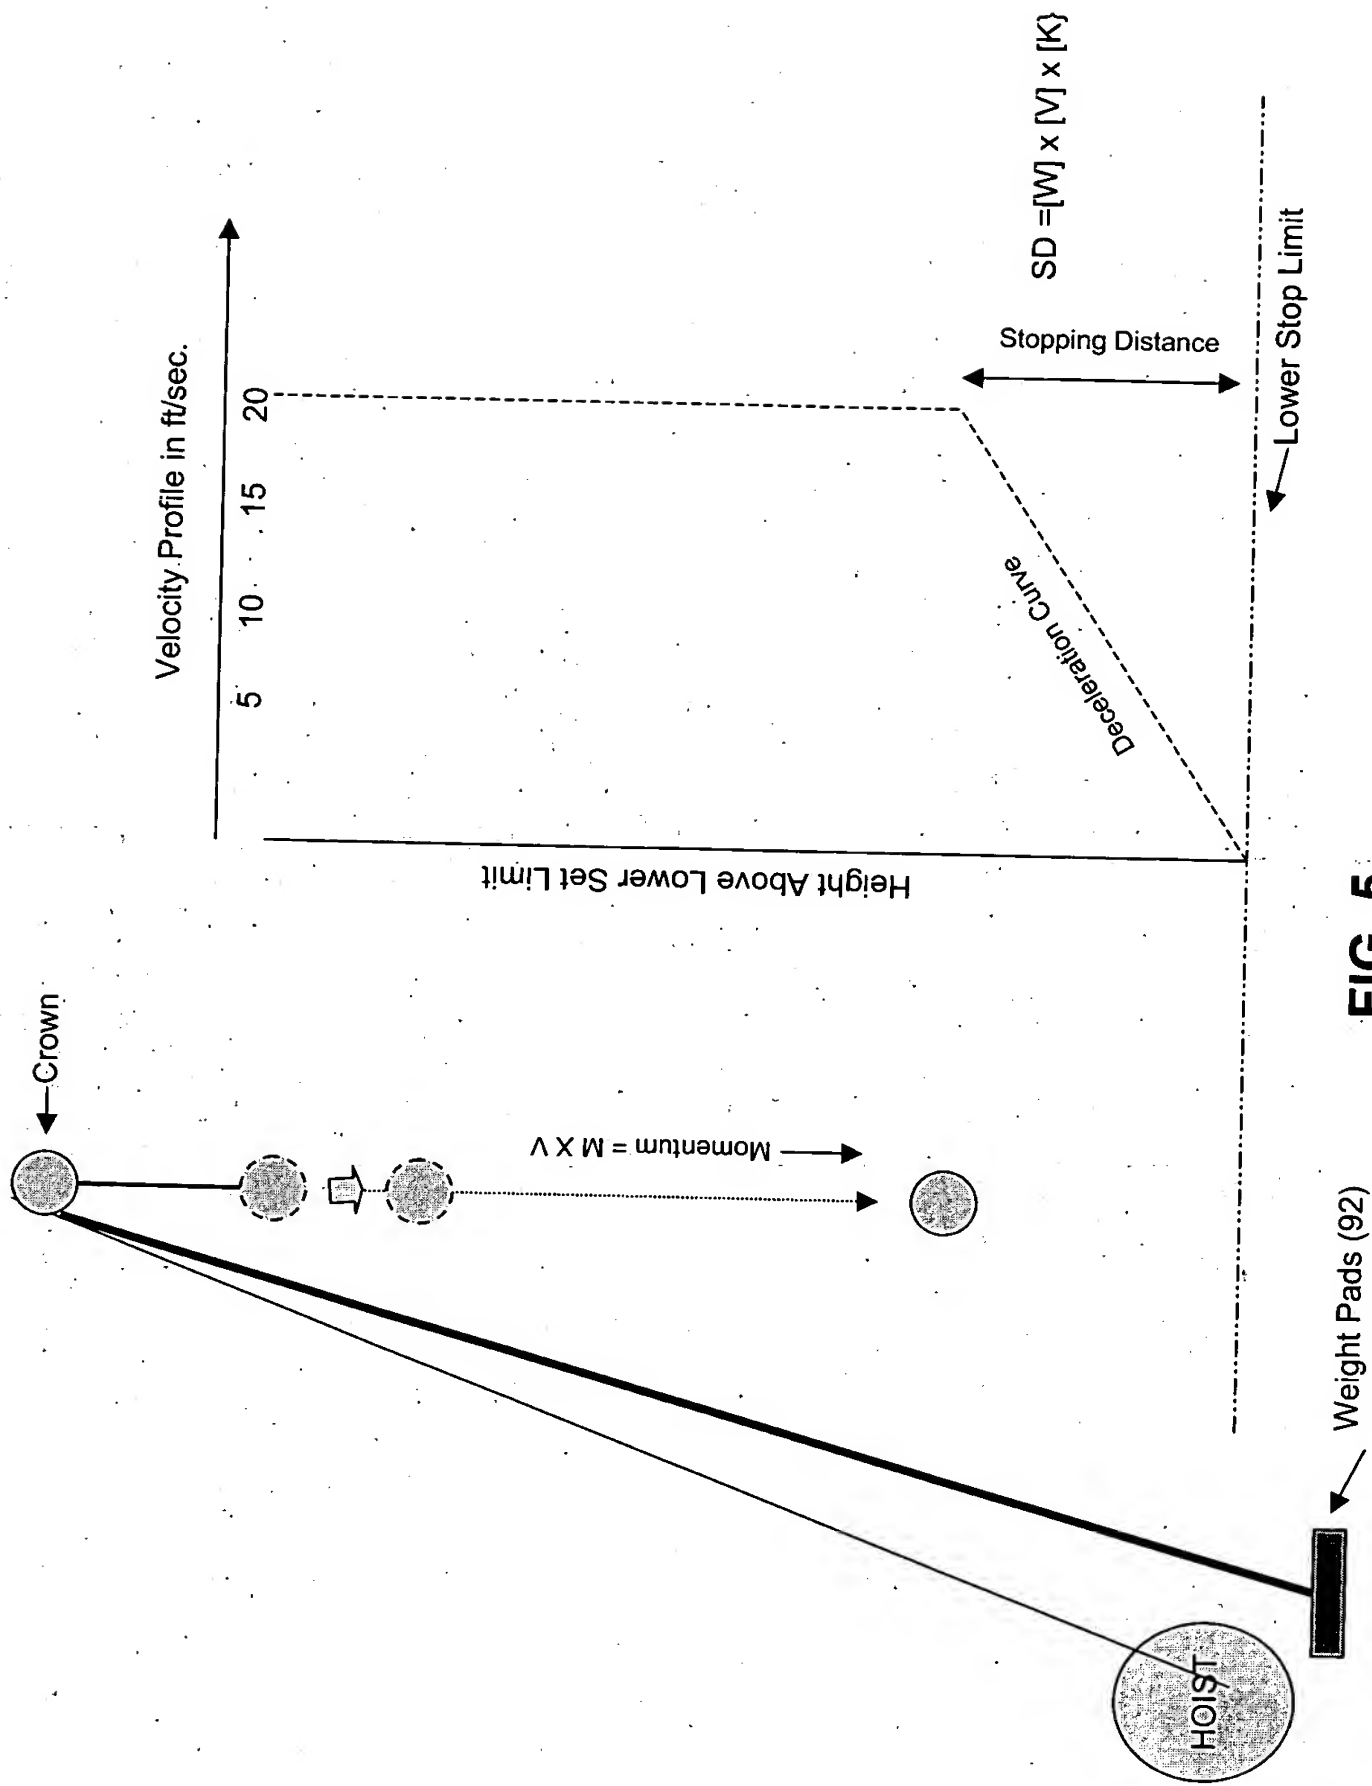 Crown
Velocity Profile in ft/sec.
5 10 15 20
Height Above Lower Set Limit
Momentum = M X V
Deceleration Curve
Stopping Distance
SD =[W] x [V] x [K}
Lower Stop Limit
HOIST
Weight Pads (92)
FIG. 5